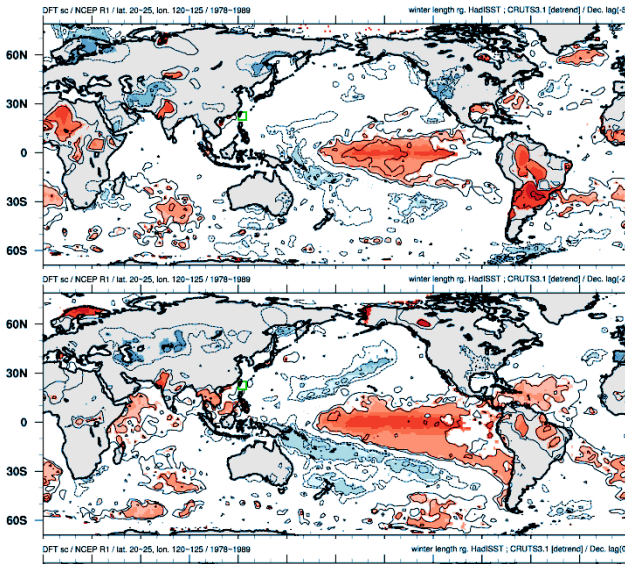 DFT sc / NCEP R1 / lat. 20-25, lon. 120-125 / 1978-1989 winter length rg. HadISST ; CRUTS3.1 [detrend] / Dec. lag(-5
60N
30N
0
30S
60S
DFT sc / NCEP R1 / lat. 20-25, lon. 120-125 / 1978-1989 winter length rg. HadISST ; CRUTS3.1 [detrend] / Dec. lag(-2
60N
30N
0
30S
60S
DFT sc / NCEP R1 / lat. 20-25, lon. 120-125 / 1978-1989 winter length rg. HadISST ; CRUTS3.1 [detrend] / Dec. lag(0